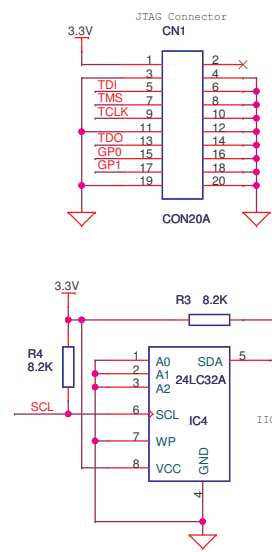 JTAG Connector
3.3V
CN1
1 2
3 4
TDI 5 6
TMS 7 8
TCLK 9 10
11 12
TDO 13 14
GP0 15 16
GP1 17 18
19 20
CON20A
3.3V
R3 8.2K
R4
8.2K
1 A0 SDA 5
2 A1
3 A2 24LC32A
SCL 6 SCL
IC4
IIC
7 WP
8 VCC
GND
4